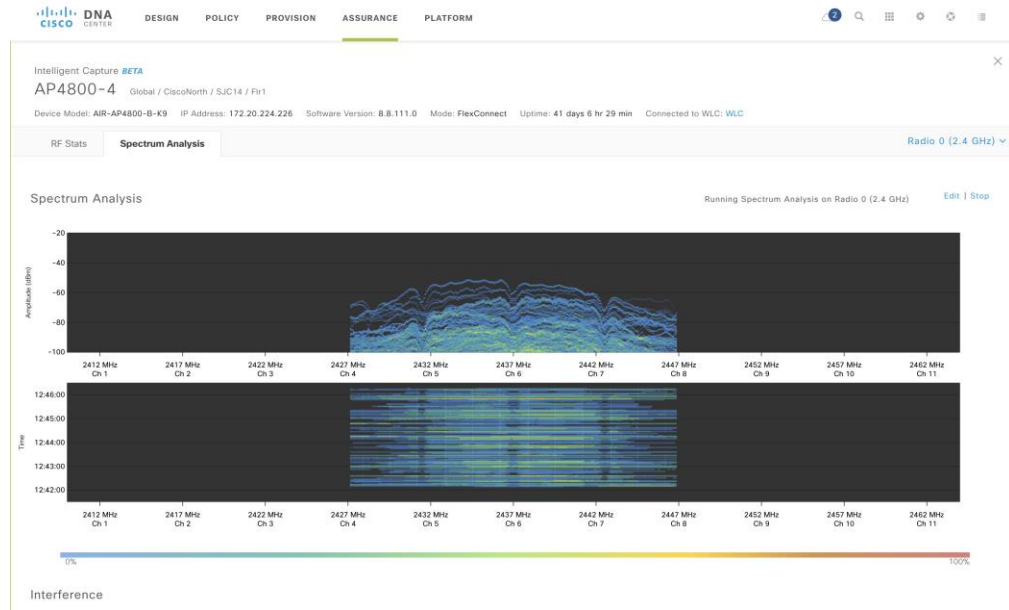 CISCO DNA CENTER DESIGN POLICY PROVISION ASSURANCE PLATFORM 2
Intelligent Capture BETA
AP4800-4 Global / CiscoNorth / SJC14 / Flr1
Device Model: AIR-AP4800-B-K9 IP Address: 172.20.224.226 Software Version: 8.8.111.0 Mode: FlexConnect Uptime: 41 days 6 hr 29 min Connected to WLC: WLC
RF Stats Spectrum Analysis Radio 0 (2.4 GHz)
Spectrum Analysis Running Spectrum Analysis on Radio 0 (2.4 GHz) Edit | Stop
Amplitude (dBm)
-20
-40
-60
-80
-100
2412 MHz 2417 MHz 2422 MHz 2427 MHz 2432 MHz 2437 MHz 2442 MHz 2447 MHz 2452 MHz 2457 MHz 2462 MHz
Ch 1 Ch 2 Ch 3 Ch 4 Ch 5 Ch 6 Ch 7 Ch 8 Ch 9 Ch 10 Ch 11
Time
12:46:00
12:45:00
12:44:00
12:43:00
12:42:00
2412 MHz 2417 MHz 2422 MHz 2427 MHz 2432 MHz 2437 MHz 2442 MHz 2447 MHz 2452 MHz 2457 MHz 2462 MHz
Ch 1 Ch 2 Ch 3 Ch 4 Ch 5 Ch 6 Ch 7 Ch 8 Ch 9 Ch 10 Ch 11
0% 100%
Interference